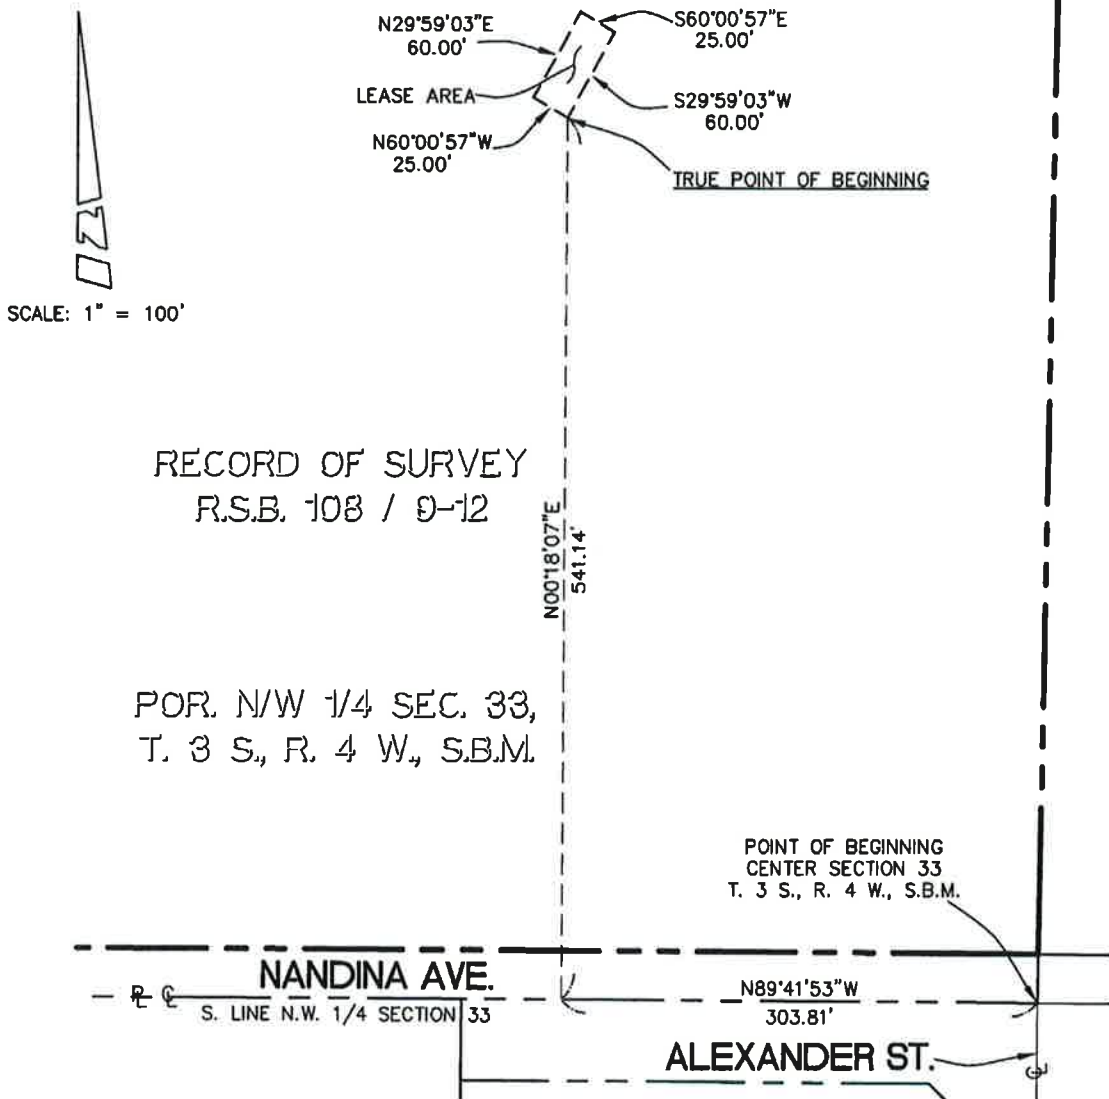 N29°59'03"E
60.00'
S60°00'57"E
25.00'
LEASE AREA
S29°59'03"W
60.00'
N60°00'57"W
25.00'
TRUE POINT OF BEGINNING
SCALE: 1" = 100'
RECORD OF SURVEY
R.S.B. 108 / 9-12
N00°18'07"E
541.14'
POR. N/W 1/4 SEC. 33,
T. 3 S., R. 4 W., S.B.M.
POINT OF BEGINNING
CENTER SECTION 33
T. 3 S., R. 4 W., S.B.M.
NANDINA AVE.
S. LINE N.W. 1/4 SECTION 33
N89°41'53"W
303.81'
ALEXANDER ST.